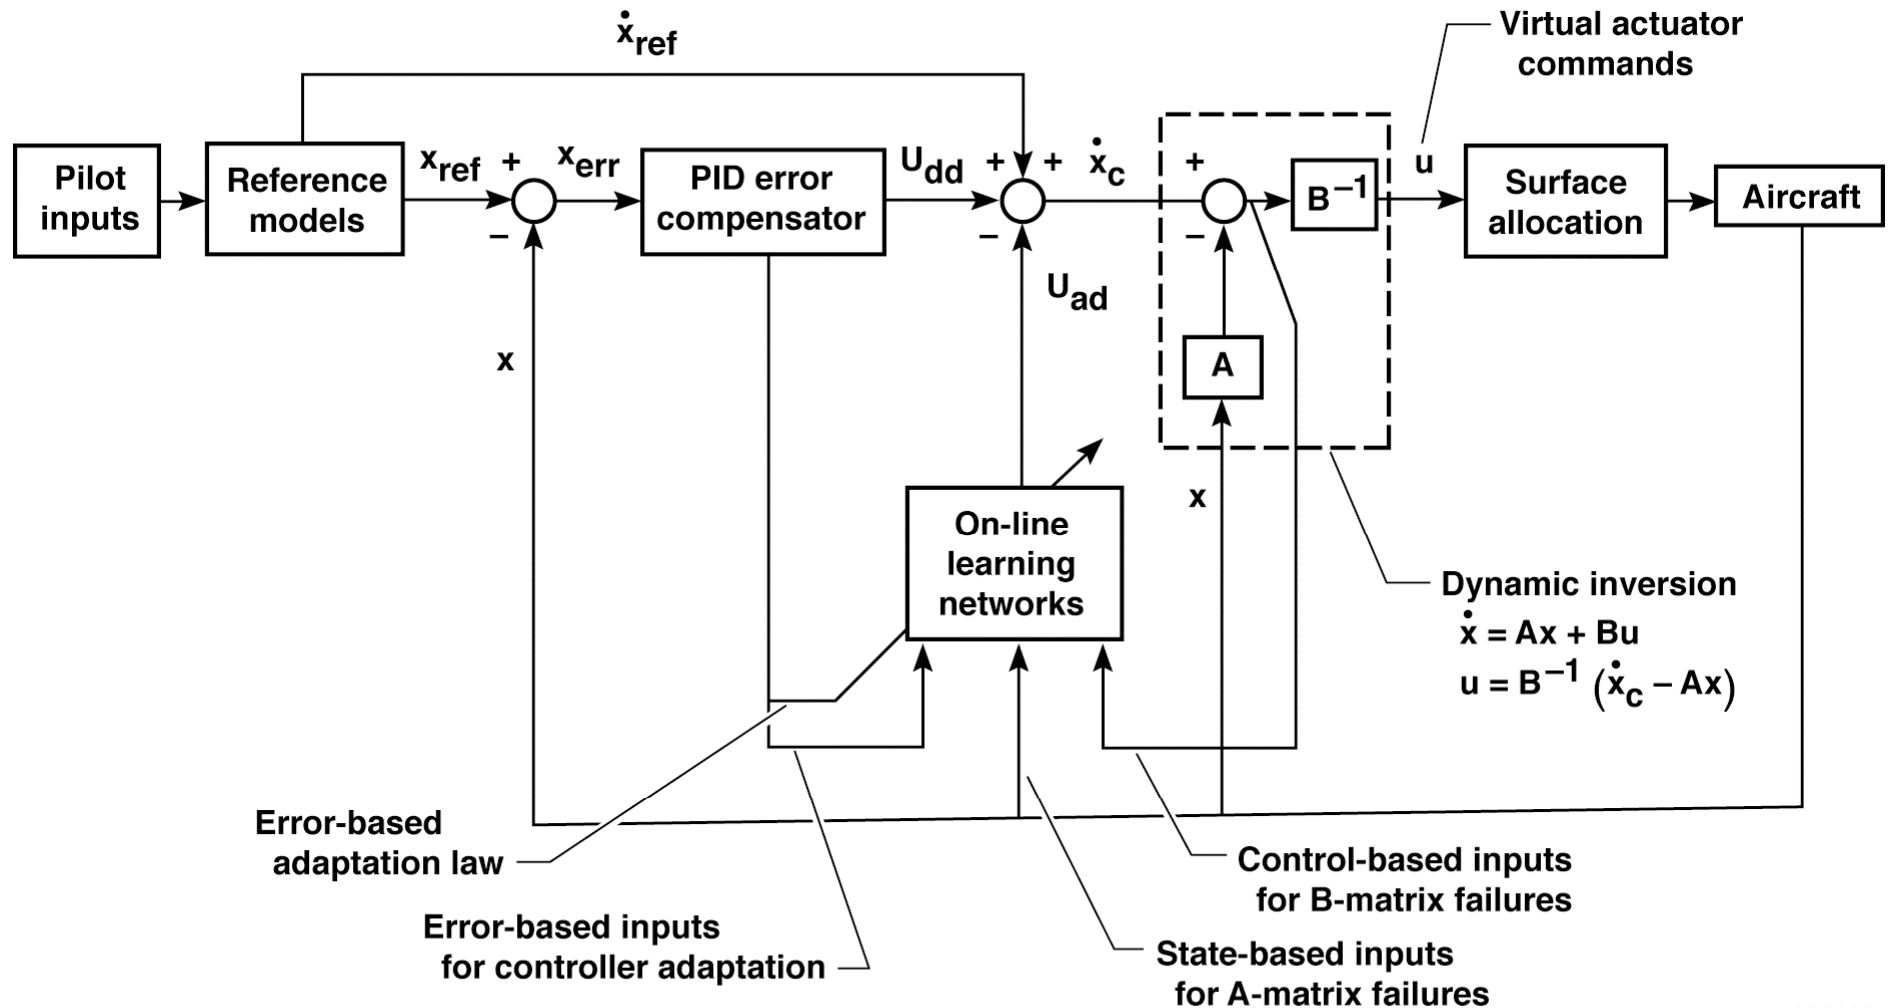 ẋref
Virtual actuator
commands
Pilot
inputs
Reference
models
xref
+
–
xerr
PID error
compensator
Udd
+
+
–
ẋc
+
–
B–1
u
Surface
allocation
Aircraft
Uad
x
A
x
On-line
learning
networks
Dynamic inversion
ẋ = Ax + Bu
u = B–1 (ẋc – Ax)
Error-based
adaptation law
Control-based inputs
for B-matrix failures
Error-based inputs
for controller adaptation
State-based inputs
for A-matrix failures